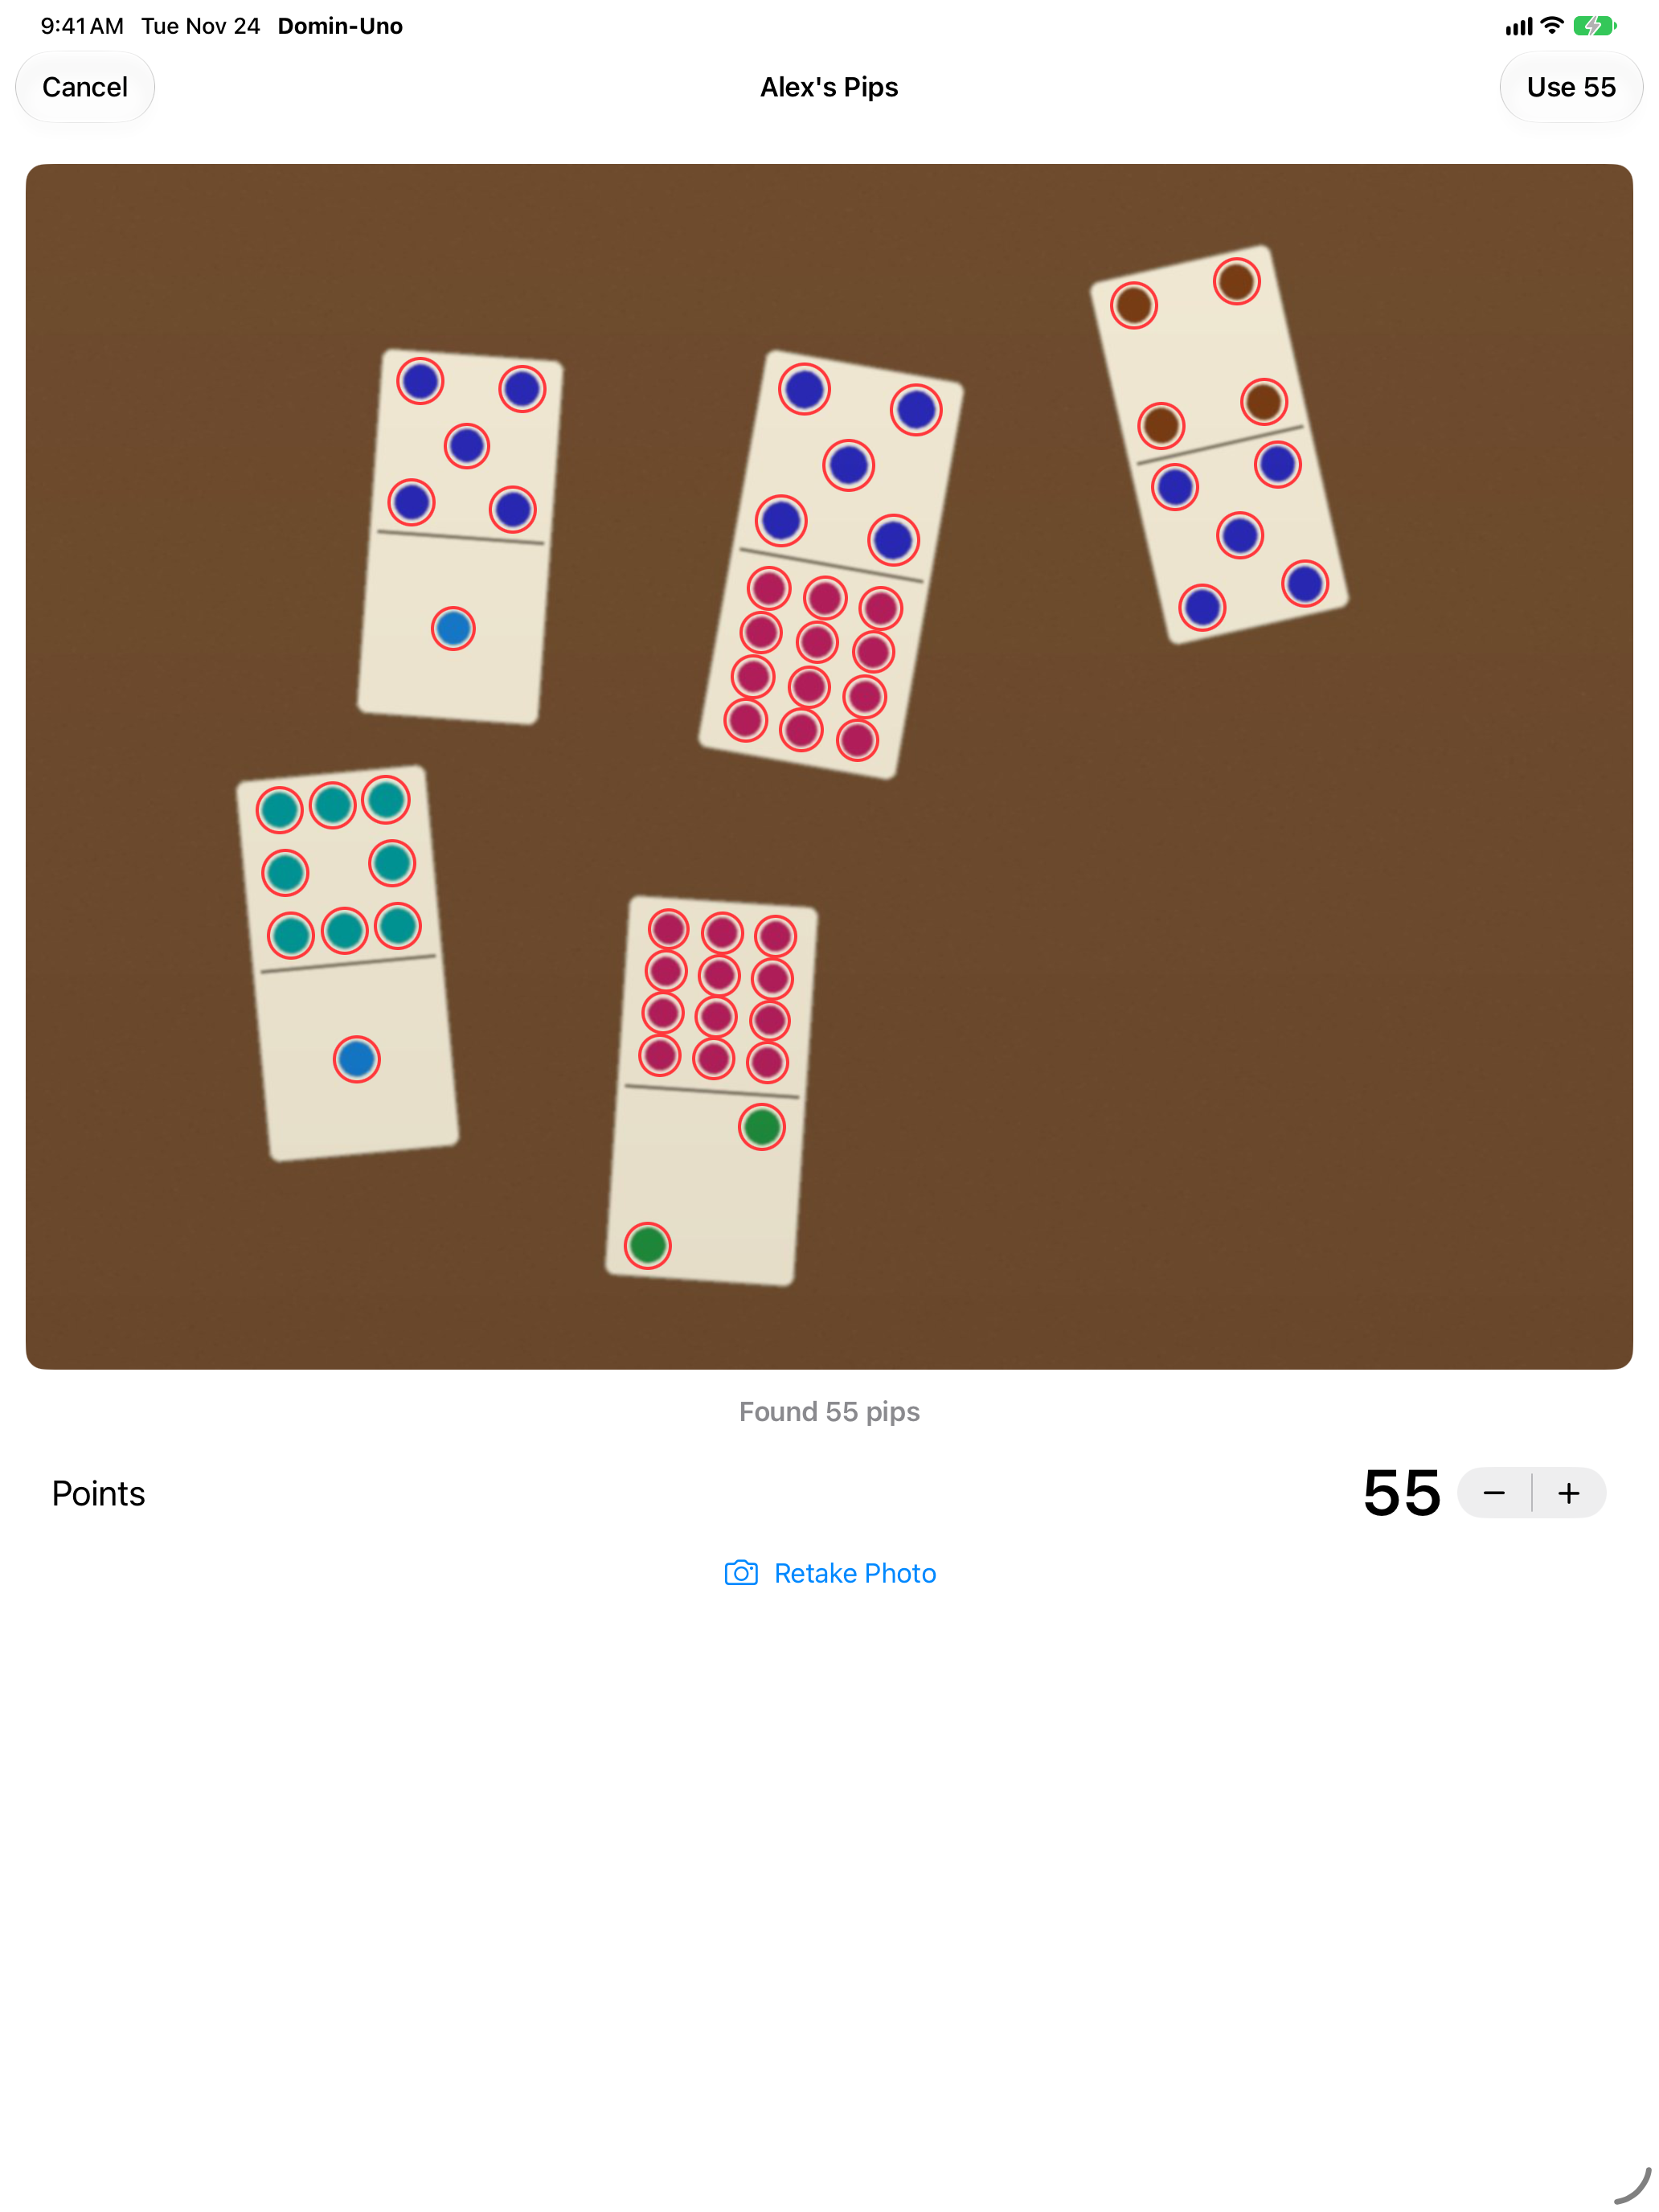 9:41 AM Tue Nov 24 Domin-Uno
Cancel
Alex's Pips
Use 55
Found 55 pips
Points
55
− +
Retake Photo